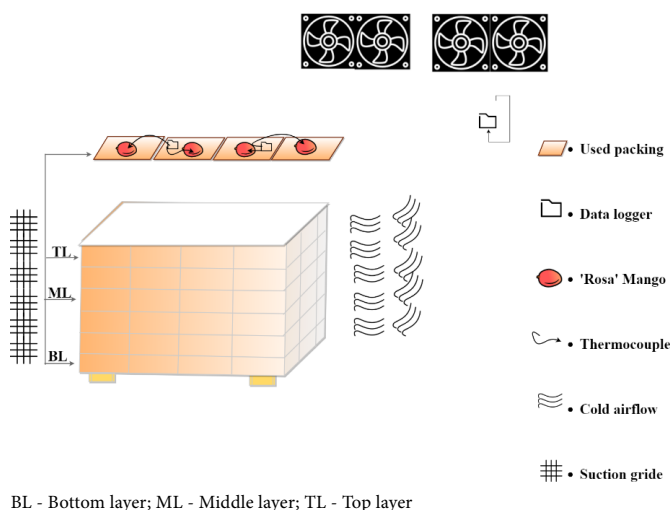 • Used packing
• Data logger
TL
• 'Rosa' Mango
ML
• Thermocouple
BL
• Cold airflow
• Suction gride
BL - Bottom layer; ML - Middle layer; TL - Top layer